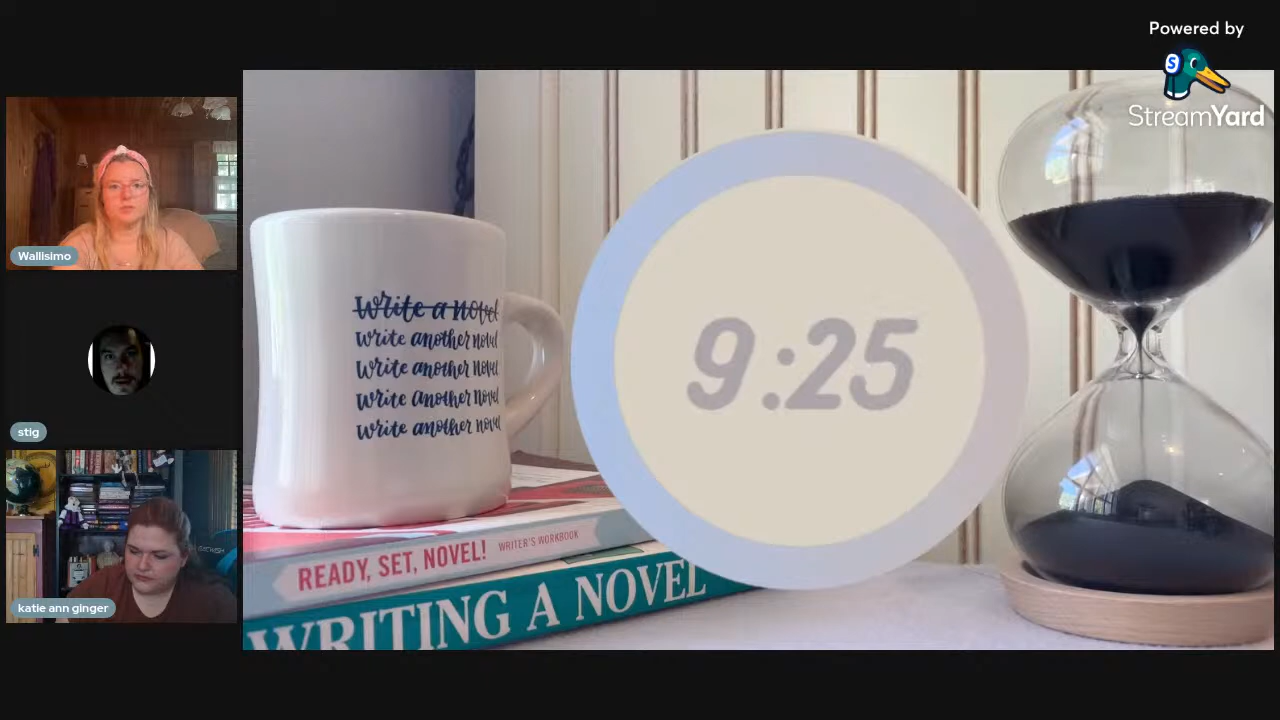 Powered by
StreamYard
Wallisimo
stig
katie ann ginger
Write a novel
Write another novel
Write another novel
Write another novel
Write another novel
9:25
READY, SET, NOVEL! WRITER'S WORKBOOK
WRITING A NOVEL